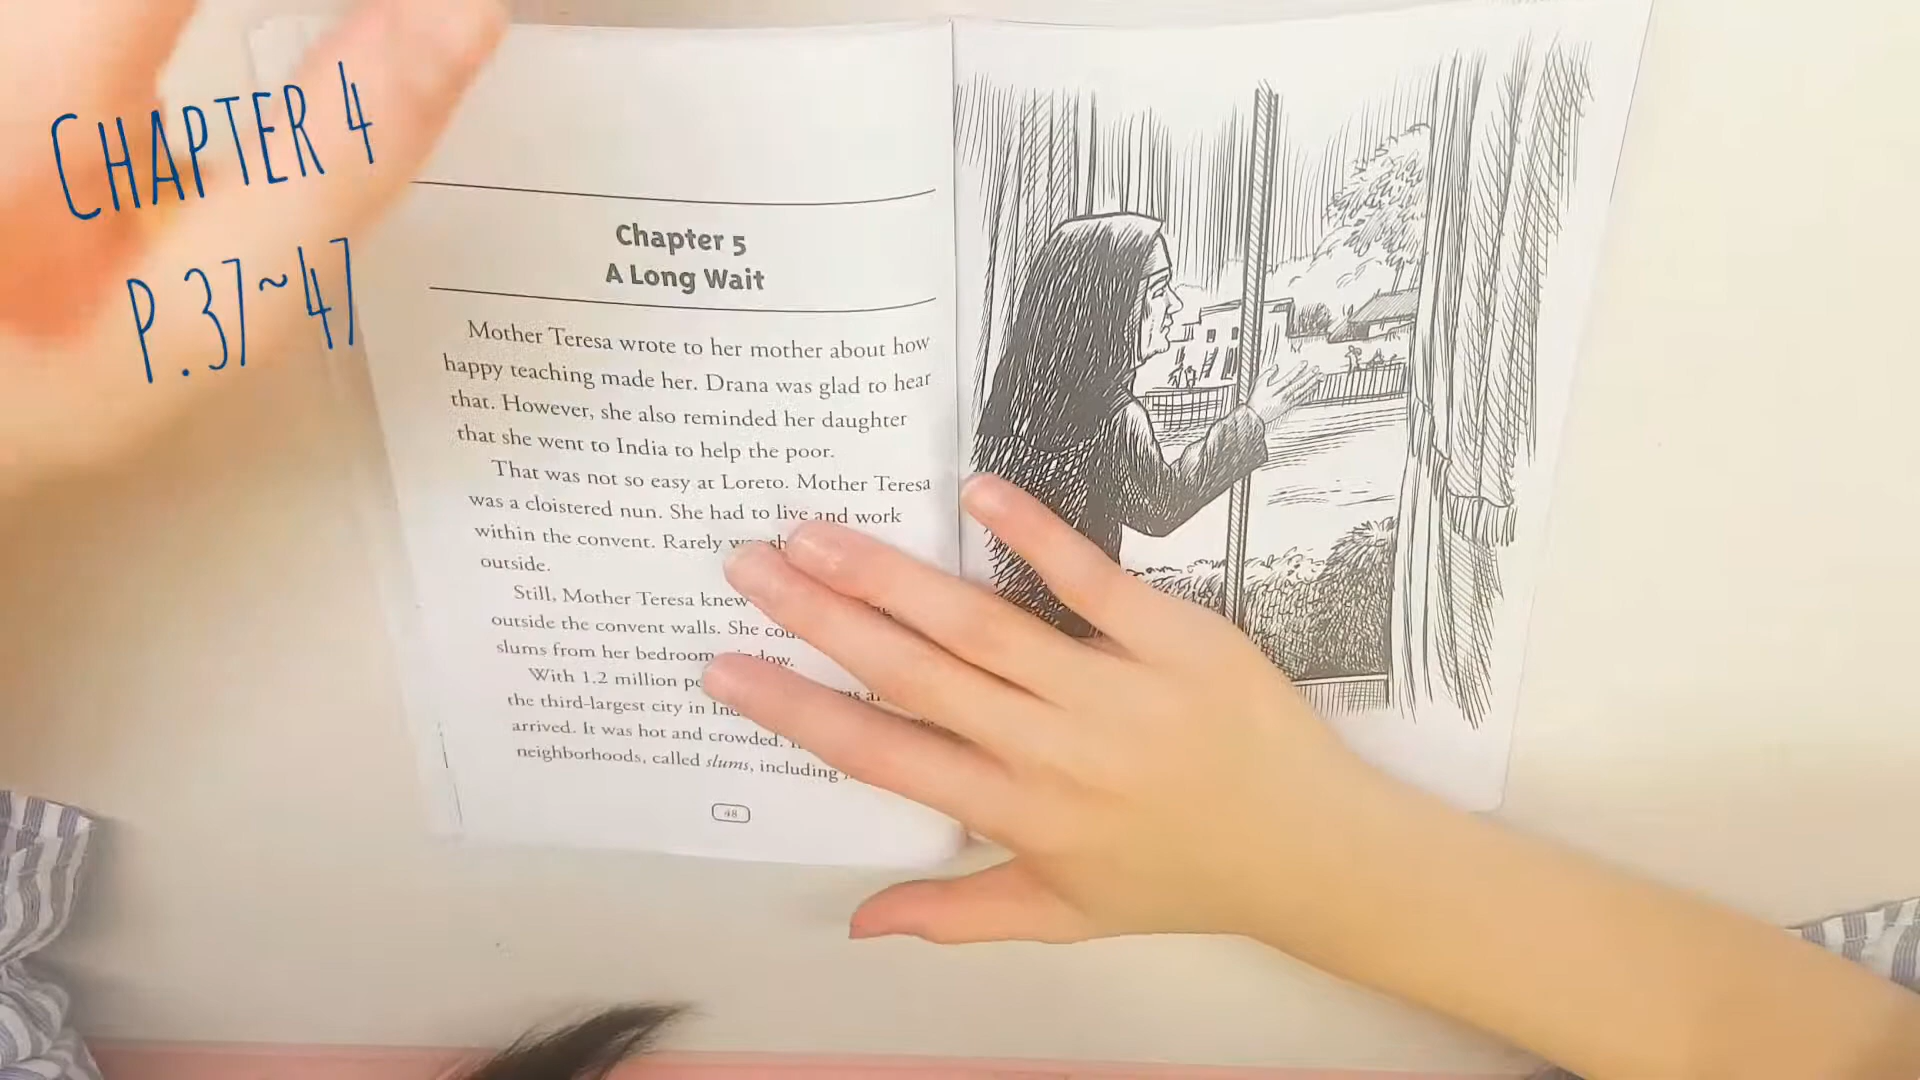 CHAPTER 4
P.37~47
Chapter 5
A Long Wait
Mother Teresa wrote to her mother about how
happy teaching made her. Drana was glad to hear
that. However, she also reminded her daughter
that she went to India to help the poor.
That was not so easy at Loreto. Mother Teresa
was a cloistered nun. She had to live and work
within the convent. Rarely
outside.
Still, Mother Teresa knew
outside the convent walls. She
slums from her bedroom
With 1.2 million
the third-largest city in
arrived. It was hot and crowded.
neighborhoods, called slums, including
48